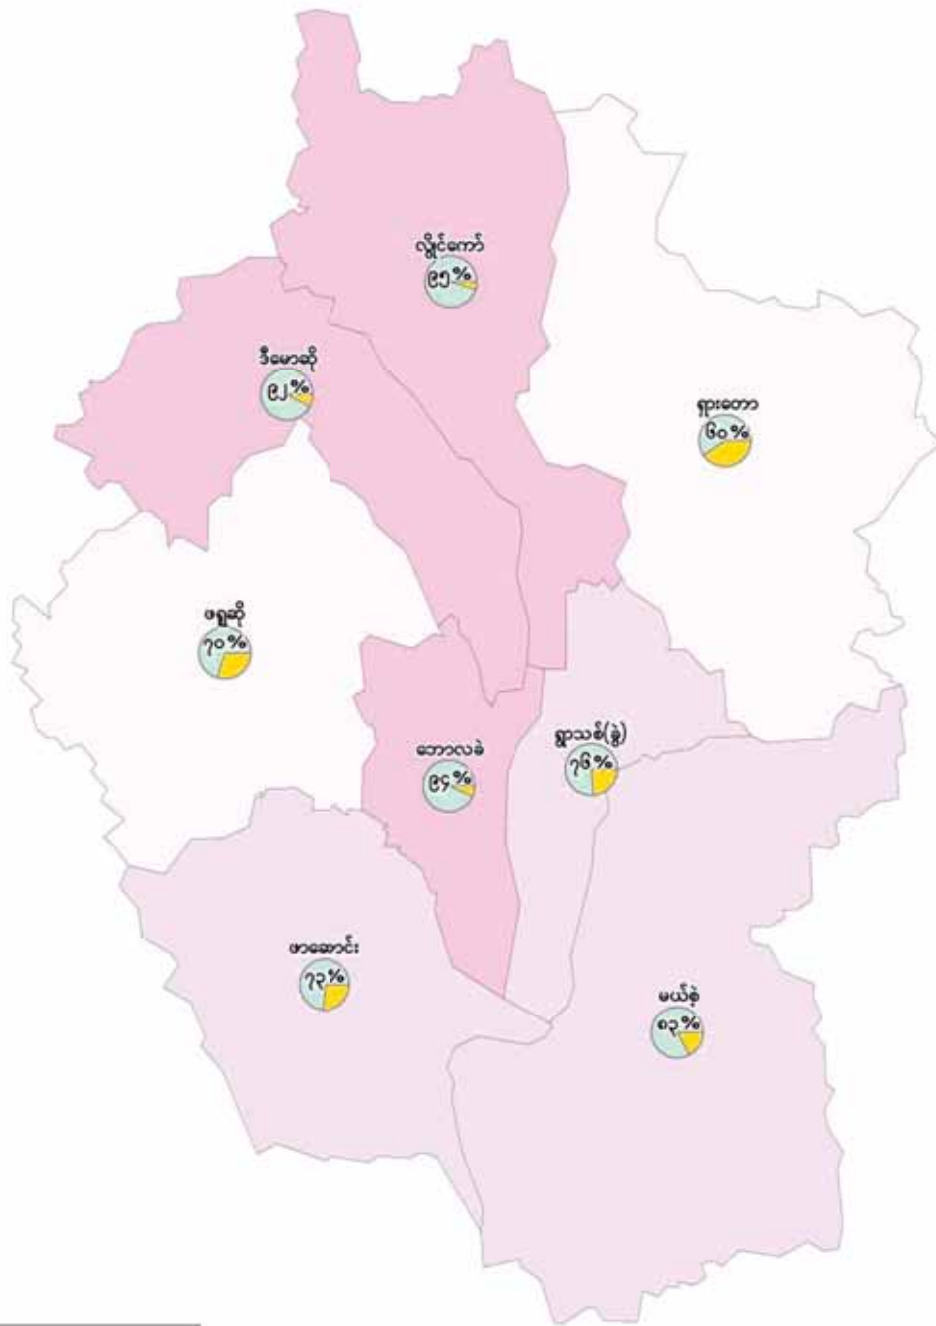 လွိုင်ကော်
၉၅%
ဒီမောဆို
၉၂%
ရှားတော
၆၀%
ဖရူဆို
၇၀%
ရွာသစ်(ခွဲ)
၇၆%
ဘောလခဲ
၉၄%
ဖာဆောင်း
၇၃%
မယ်စဲ့
၈၃%